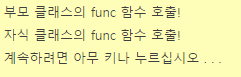 부모 클래스의 func 함수 호출!
자식 클래스의 func 함수 호출!
계속하려면 아무 키나 누르십시오 . . .